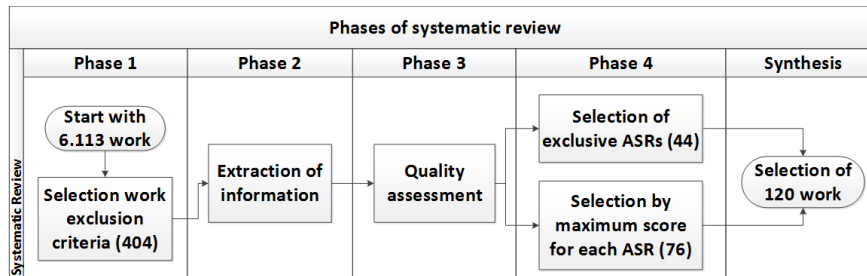 Phases of systematic review
Phase 1
Phase 2
Phase 3
Phase 4
Synthesis
Systematic Review
Start with
6.113 work
Selection work
exclusion
criteria (404)
Extraction of
information
Quality
assessment
Selection of
exclusive ASRs (44)
Selection by
maximum score
for each ASR (76)
Selection of
120 work